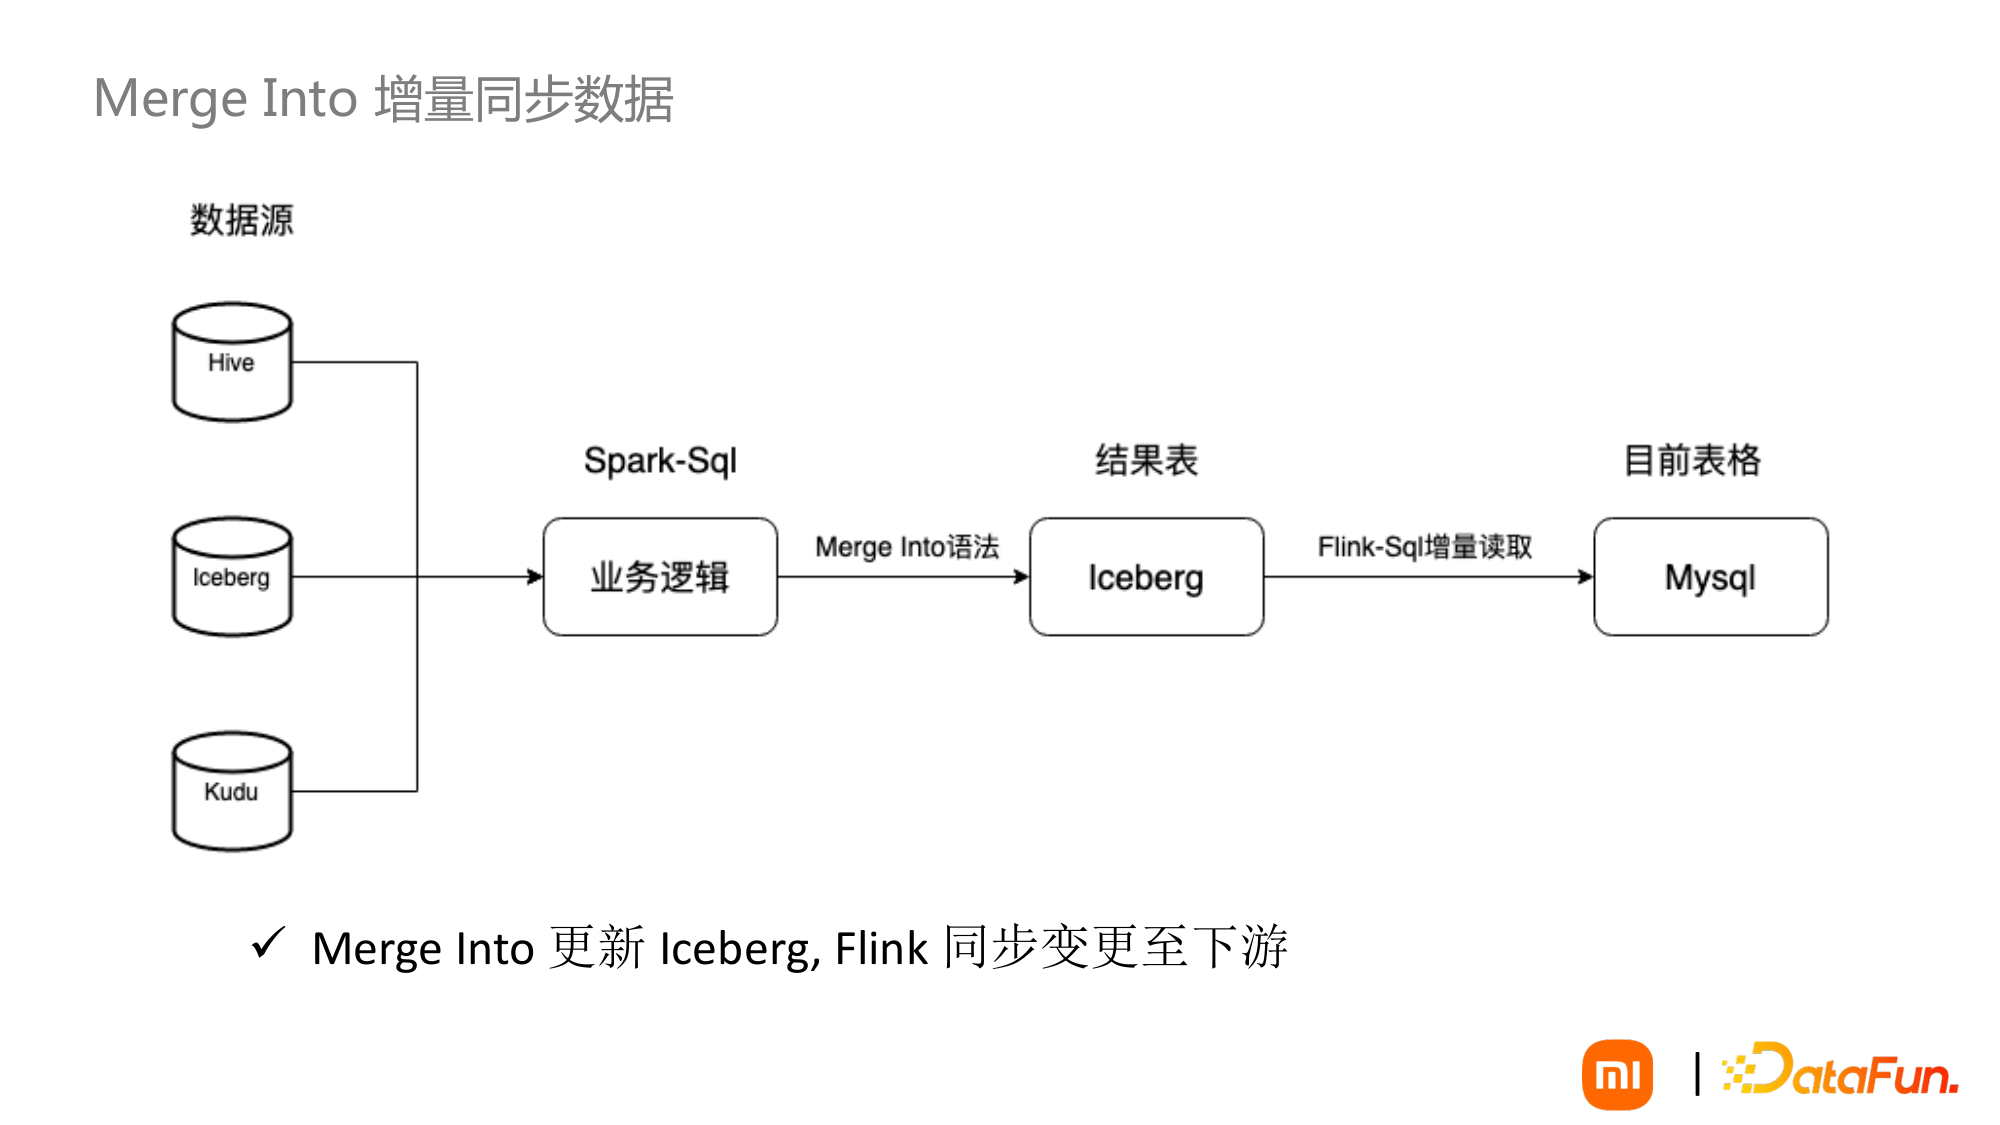 Merge Into 增量同步数据
数据源
Hive
Iceberg
Kudu
Spark-Sql
业务逻辑
Merge Into语法
结果表
Iceberg
Flink-Sql增量读取
目前表格
Mysql
✓ Merge Into 更新 Iceberg, Flink 同步变更至下游
mi | DataFun.